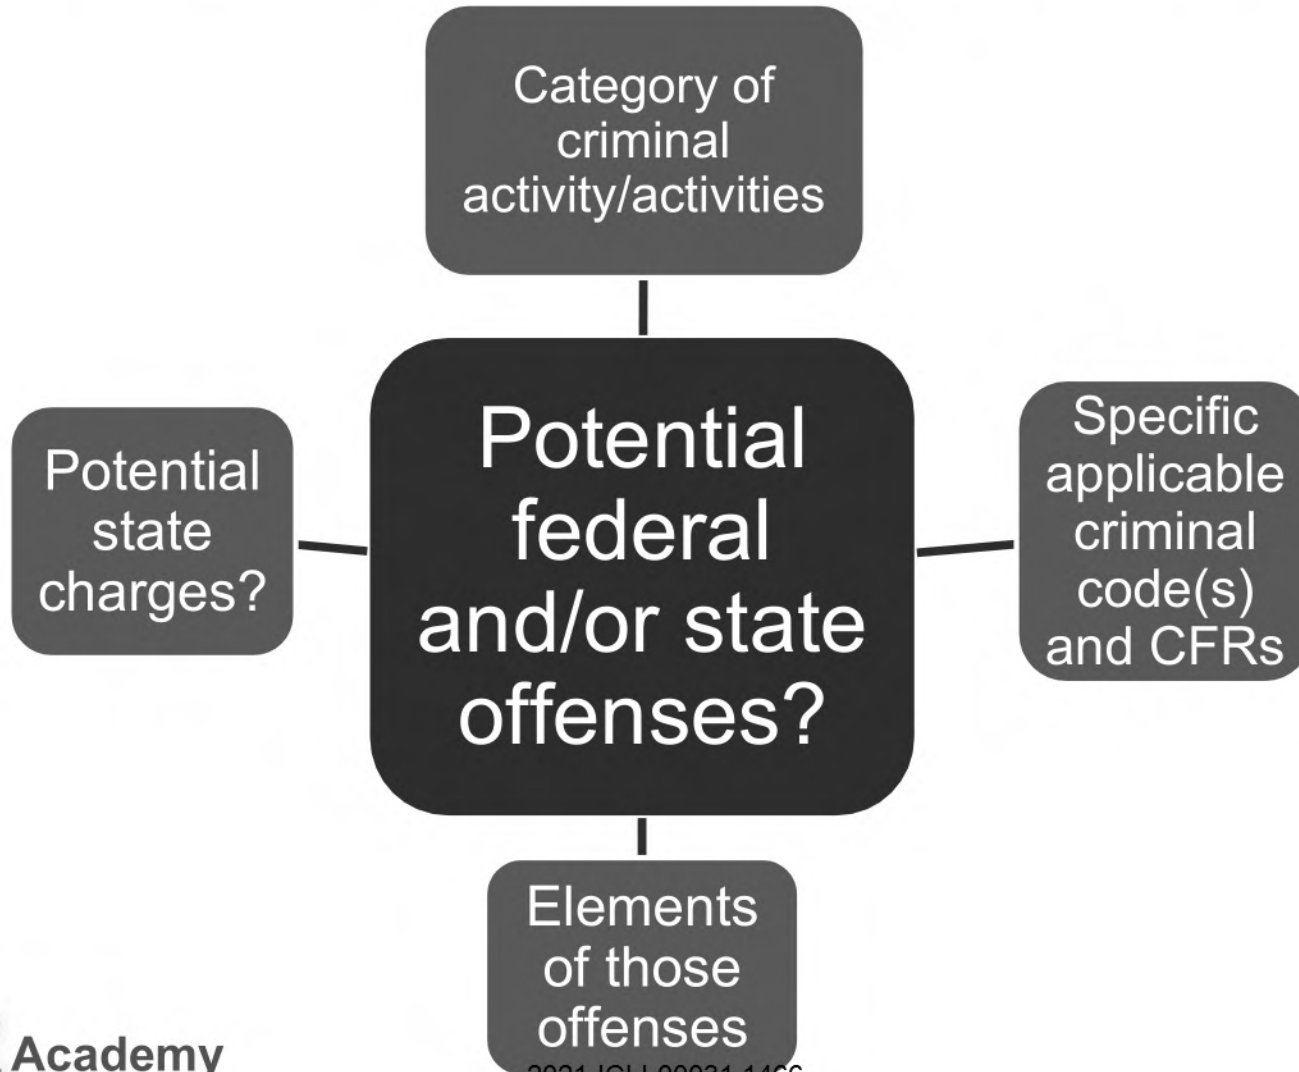 Category of
criminal
activity/activities
Potential
state
charges?
Potential
federal
and/or state
offenses?
Specific
applicable
criminal
code(s)
and CFRs
Elements
of those
offenses
Academy